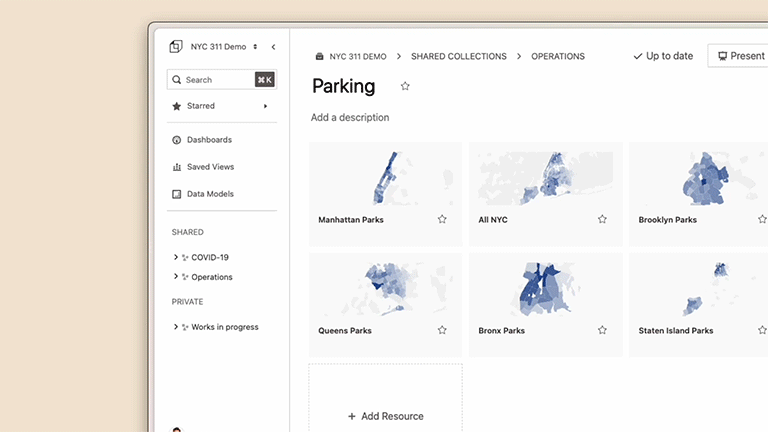 NYC 311 Demo
Search
⌘K
Starred
Dashboards
Saved Views
Data Models
SHARED
COVID-19
Operations
PRIVATE
Works in progress
NYC 311 DEMO > SHARED COLLECTIONS > OPERATIONS
Up to date
Present
Parking
Add a description
Manhattan Parks
All NYC
Brooklyn Parks
Queens Parks
Bronx Parks
Staten Island Parks
+ Add Resource